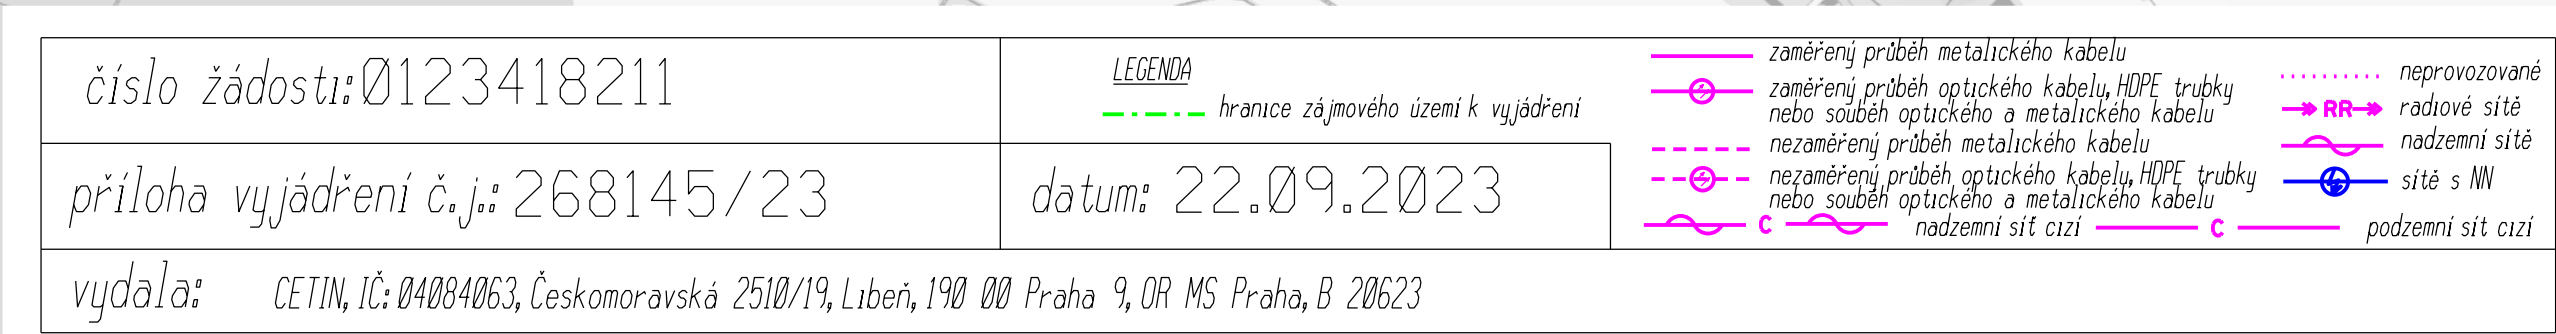 číslo žádosti:0123418211
LEGENDA
hranice zájmového území k vyjádření
příloha vyjádření č.j.: 268145/23
datum: 22.09.2023
zaměřený průběh metalického kabelu
zaměřený průběh optického kabelu, HDPE trubky
nebo souběh optického a metalického kabelu
nezaměřený průběh metalického kabelu
nezaměřený průběh optického kabelu, HDPE trubky
nebo souběh optického a metalického kabelu
C nadzemní síť cizí
neprovozované
RR radiové sítě
nadzemní sítě
sítě s NN
C podzemní sít cizí
vydala: CETIN, IČ: 04084063, Českomoravská 2510/19, Libeň, 190 00 Praha 9, OR MS Praha, B 20623